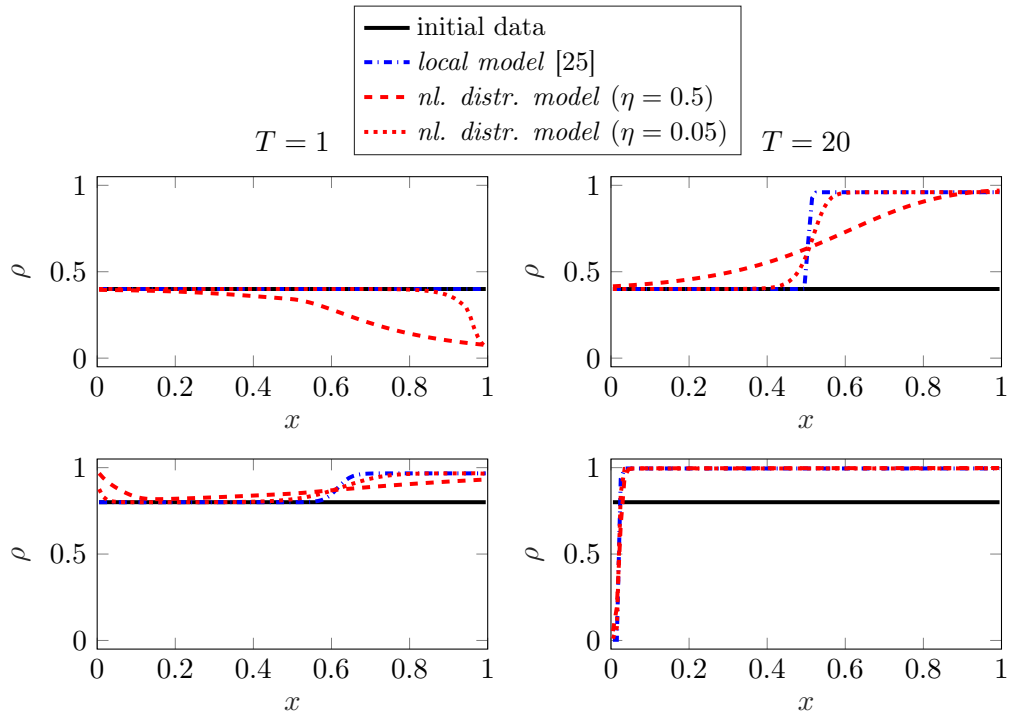 initial data
local model [25]
nl. distr. model (η = 0.5)
nl. distr. model (η = 0.05)
T = 1
T = 20
1
0.5
0
ρ
0 0.2 0.4 0.6 0.8 1
x
1
0.5
0
ρ
0 0.2 0.4 0.6 0.8 1
x
1
0.5
0
ρ
0 0.2 0.4 0.6 0.8 1
x
1
0.5
0
ρ
0 0.2 0.4 0.6 0.8 1
x